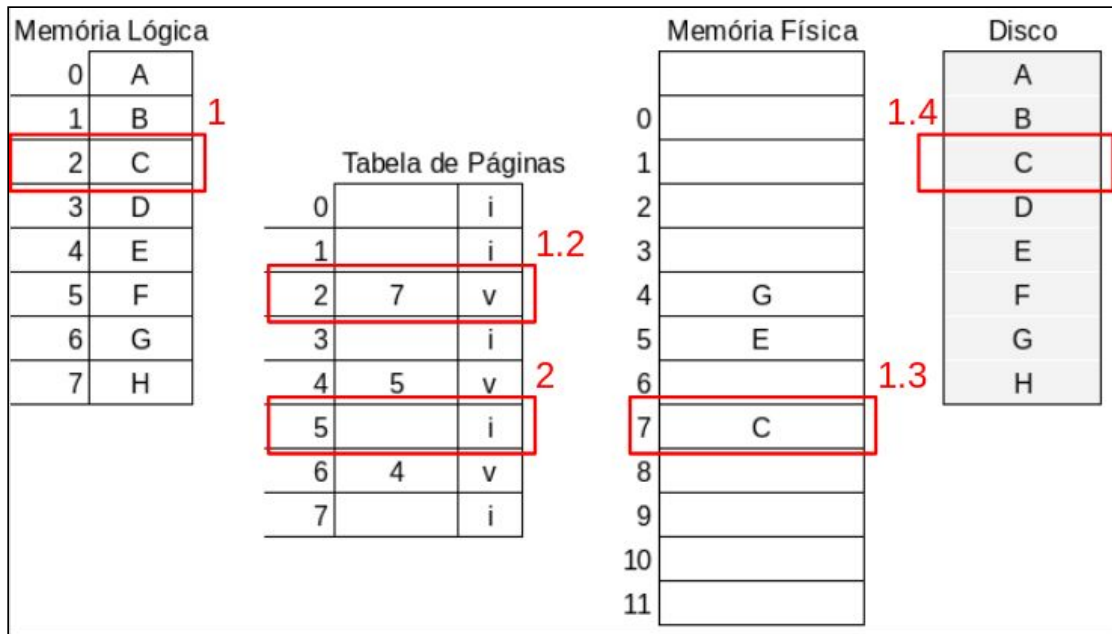 Memória Lógica
0 A
1 B
2 C
3 D
4 E
5 F
6 G
7 H
1
Tabela de Páginas
0 i
1 i
2 7 v
3 i
4 5 v
5 i
6 4 v
7 i
1.2
2
Memória Física
0
1
2
3
4 G
5 E
6
7 C
8
9
10
11
1.3
Disco
A
B
C
D
E
F
G
H
1.4